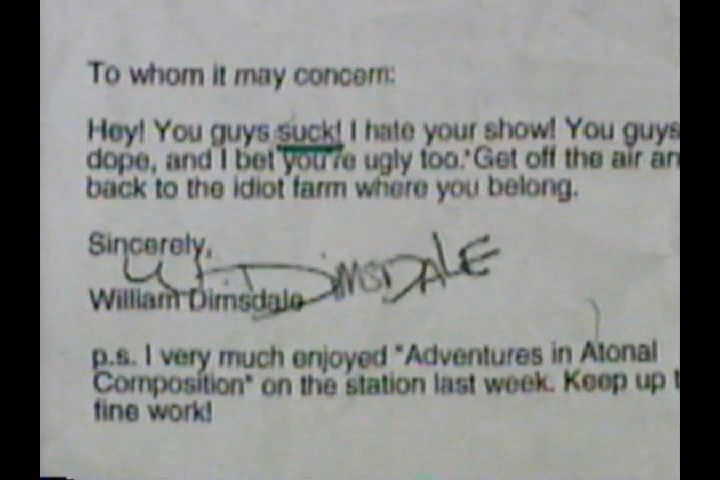 To whom it may concern:
Hey! You guys suck! I hate your show! You guys
dope, and I bet you're ugly too. Get off the air
back to the idiot farm where you belong.
Sincerely,
W. DIMSDALE
William Dimsdale
p.s. I very much enjoyed "Adventures in Atonal
Composition" on the station last week. Keep up
fine work!